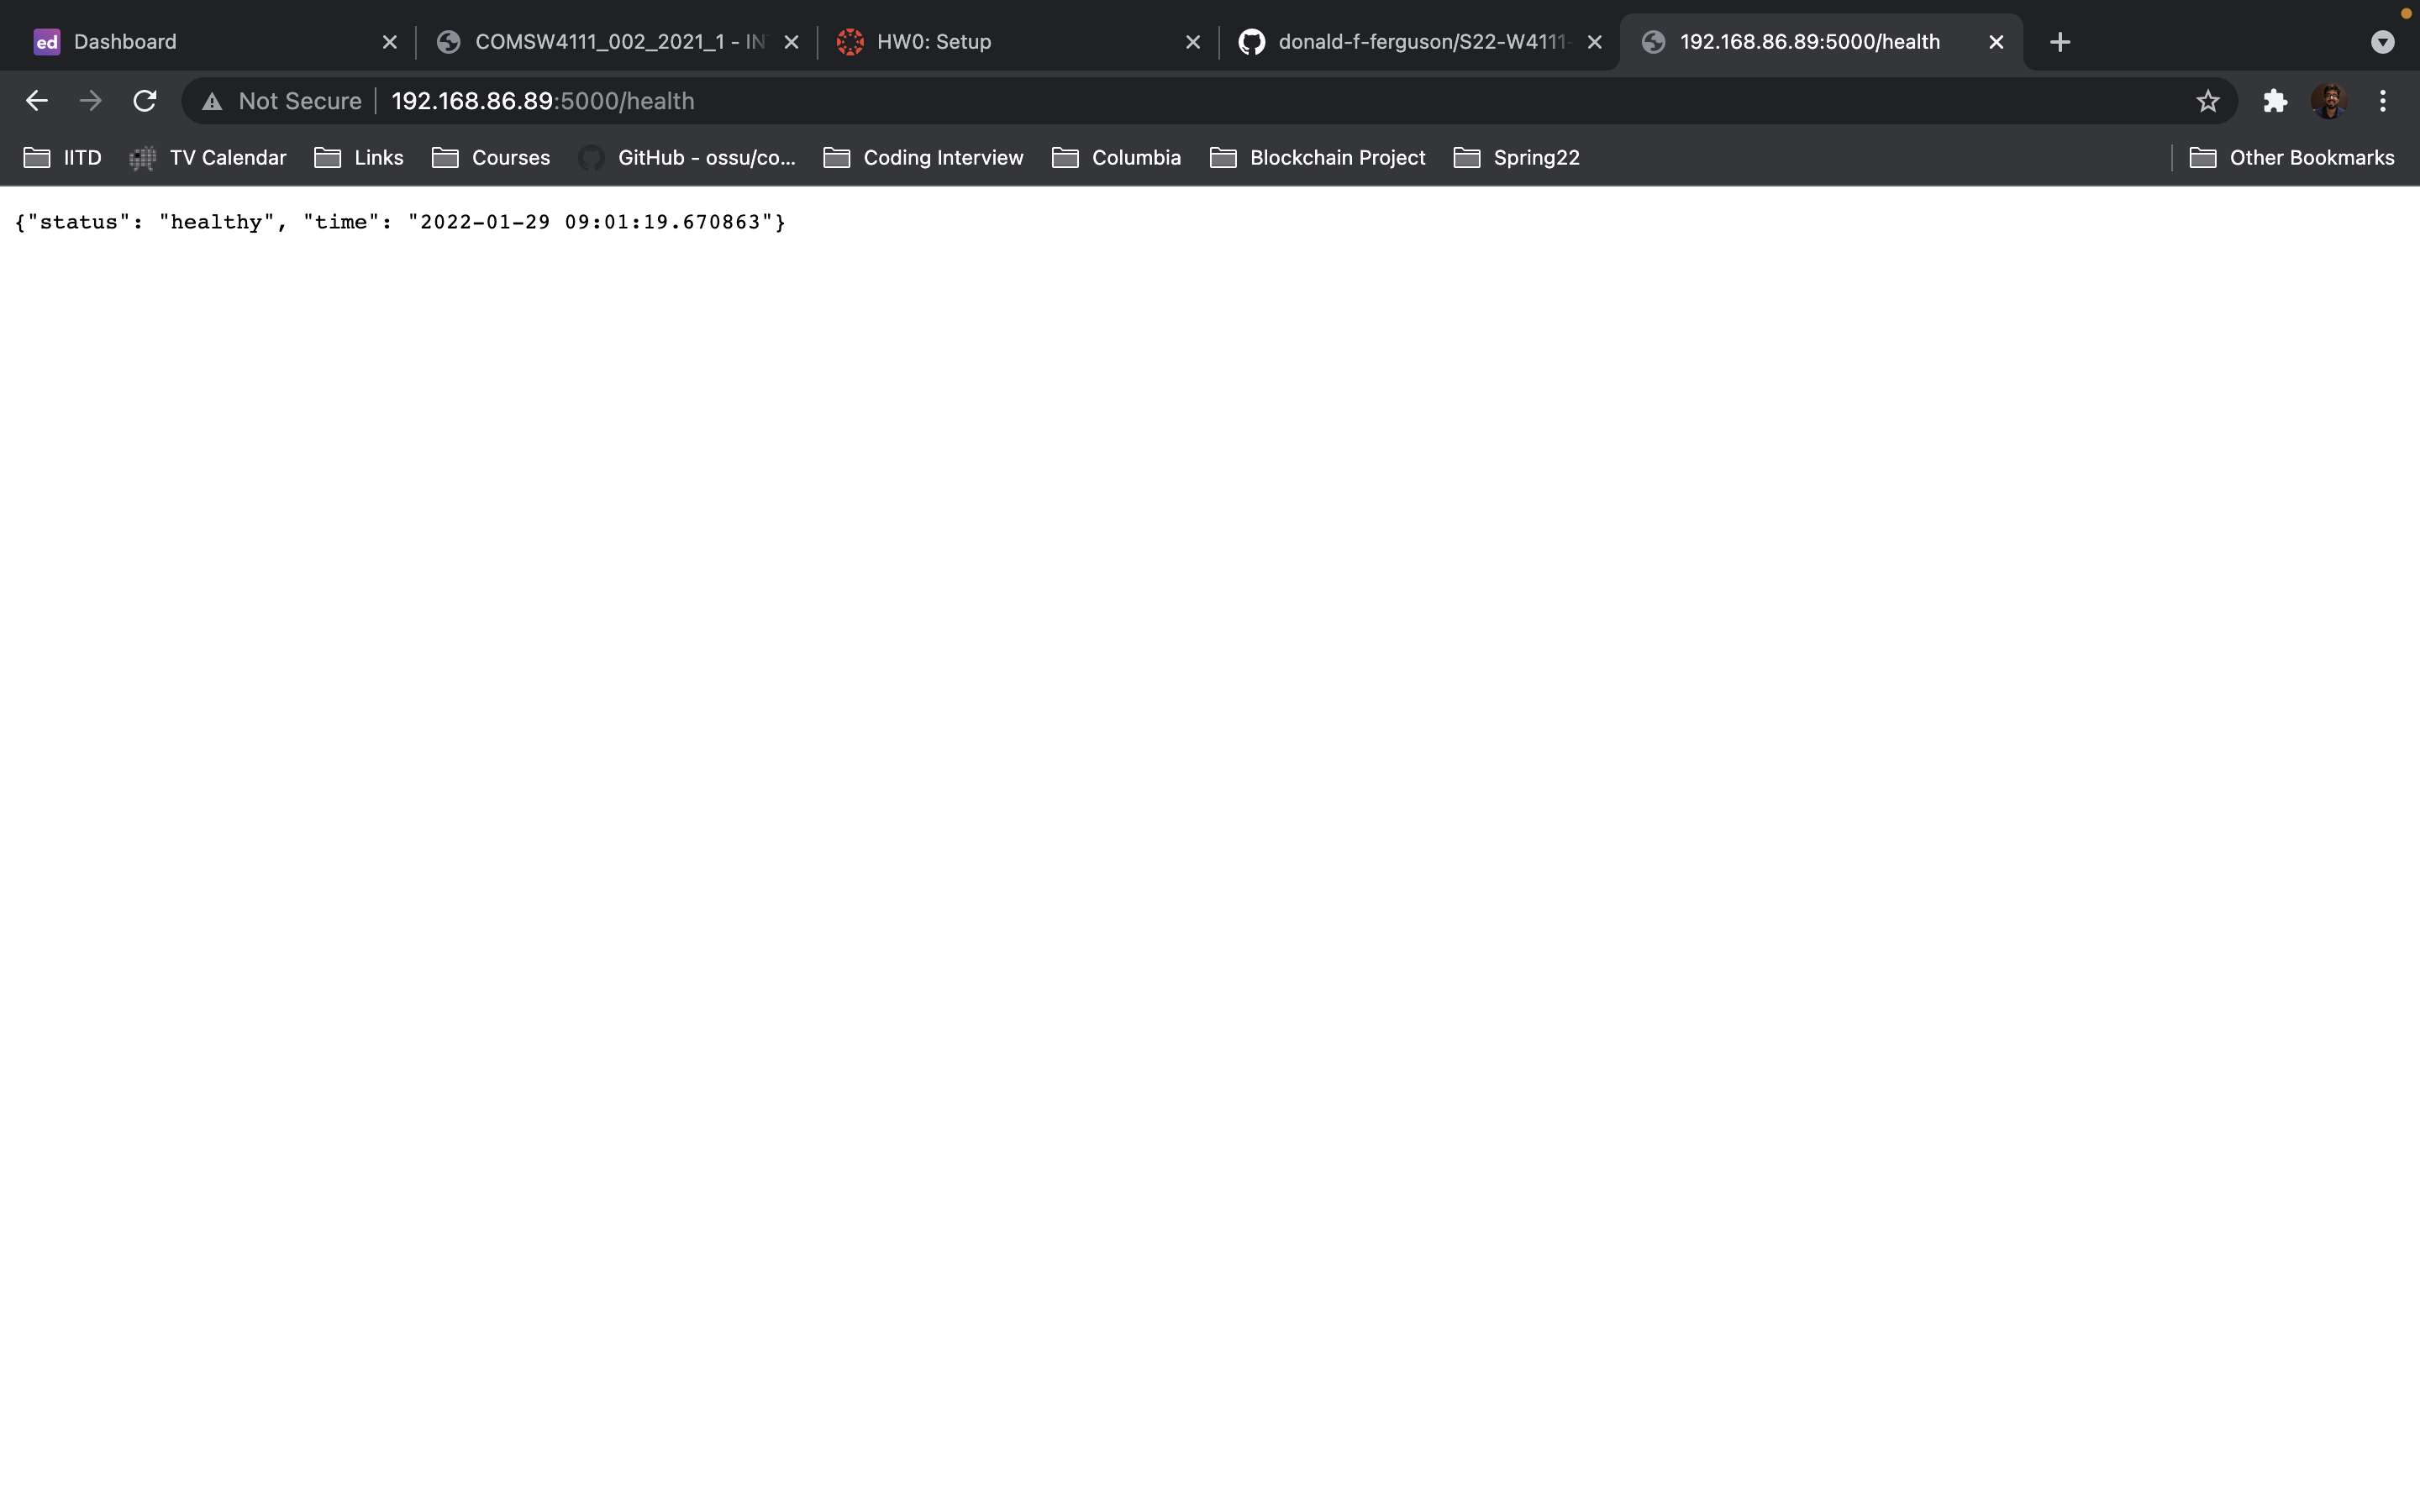 ed Dashboard
COMSW4111_002_2021_1 - IN
HW0: Setup
donald-f-ferguson/S22-W4111-
192.168.86.89:5000/health
Not Secure 192.168.86.89:5000/health
IITD TV Calendar Links Courses GitHub - ossu/co... Coding Interview Columbia Blockchain Project Spring22 Other Bookmarks
{"status": "healthy", "time": "2022-01-29 09:01:19.670863"}